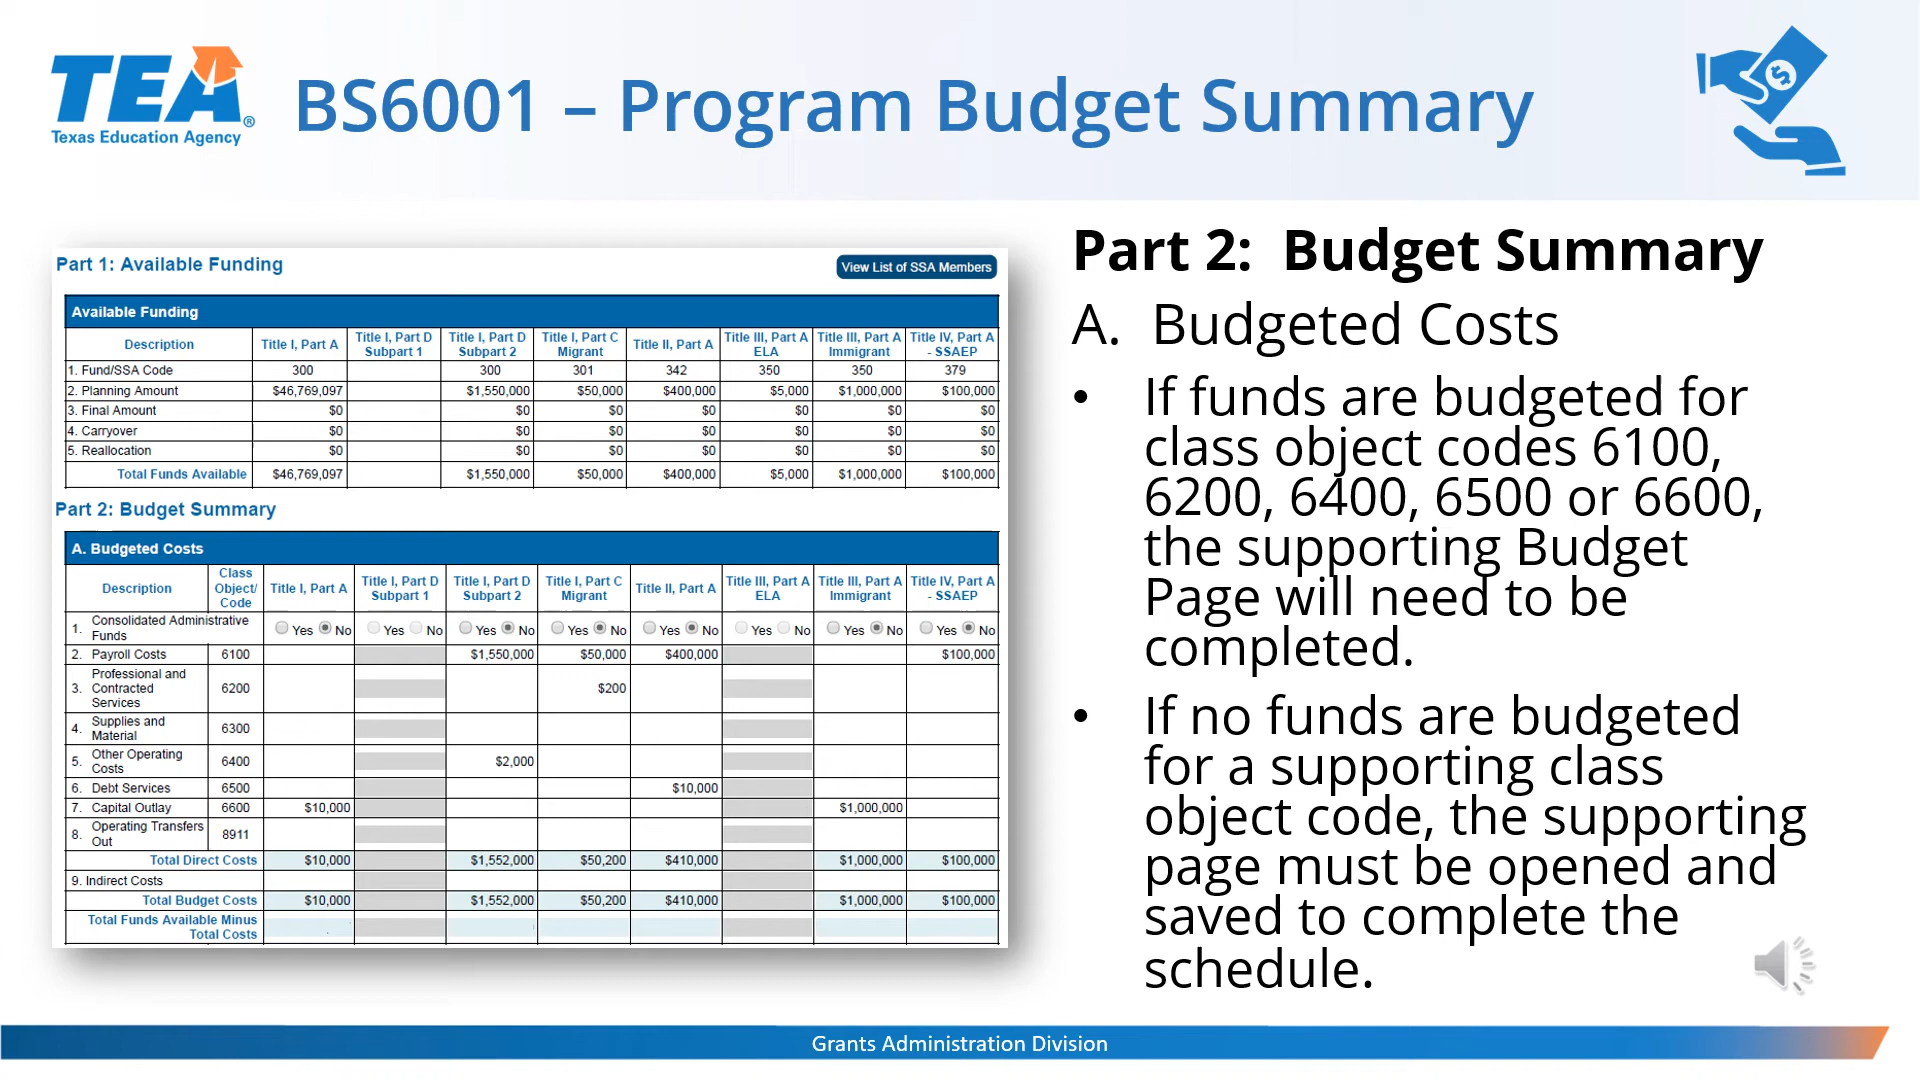 TEA®
Texas Education Agency
BS6001 – Program Budget Summary
Part 1: Available Funding
View List of SSA Members
Available Funding
Description Title I, Part A Title I, Part D Subpart 1 Title I, Part D Subpart 2 Title I, Part C Migrant Title II, Part A Title III, Part A ELA Title III, Part A Immigrant Title IV, Part A - SSAEP
1. Fund/SSA Code 300 300 301 342 350 350 379
2. Planning Amount $46,769,097 $1,550,000 $50,000 $400,000 $5,000 $1,000,000 $100,000
3. Final Amount $0 $0 $0 $0 $0 $0 $0
4. Carryover $0 $0 $0 $0 $0 $0 $0
5. Reallocation $0 $0 $0 $0 $0 $0 $0
Total Funds Available $46,769,097 $1,550,000 $50,000 $400,000 $5,000 $1,000,000 $100,000
Part 2: Budget Summary
A. Budgeted Costs
Description Class Object/ Code Title I, Part A Title I, Part D Subpart 1 Title I, Part D Subpart 2 Title I, Part C Migrant Title II, Part A Title III, Part A ELA Title III, Part A Immigrant Title IV, Part A - SSAEP
1. Consolidated Administrative Funds Yes No Yes No Yes No Yes No Yes No Yes No Yes No Yes No
2. Payroll Costs 6100 $1,550,000 $50,000 $400,000 $100,000
3. Professional and Contracted Services 6200 $200
4. Supplies and Material 6300
5. Other Operating Costs 6400 $2,000
6. Debt Services 6500 $10,000
7. Capital Outlay 6600 $10,000 $1,000,000
8. Operating Transfers Out 8911
Total Direct Costs $10,000 $1,552,000 $50,200 $410,000 $1,000,000 $100,000
9. Indirect Costs
Total Budget Costs $10,000 $1,552,000 $50,200 $410,000 $1,000,000 $100,000
Total Funds Available Minus Total Costs
Part 2: Budget Summary
A. Budgeted Costs
• If funds are budgeted for
class object codes 6100,
6200, 6400, 6500 or 6600,
the supporting Budget
Page will need to be
completed.
• If no funds are budgeted
for a supporting class
object code, the supporting
page must be opened and
saved to complete the
schedule.
Grants Administration Division